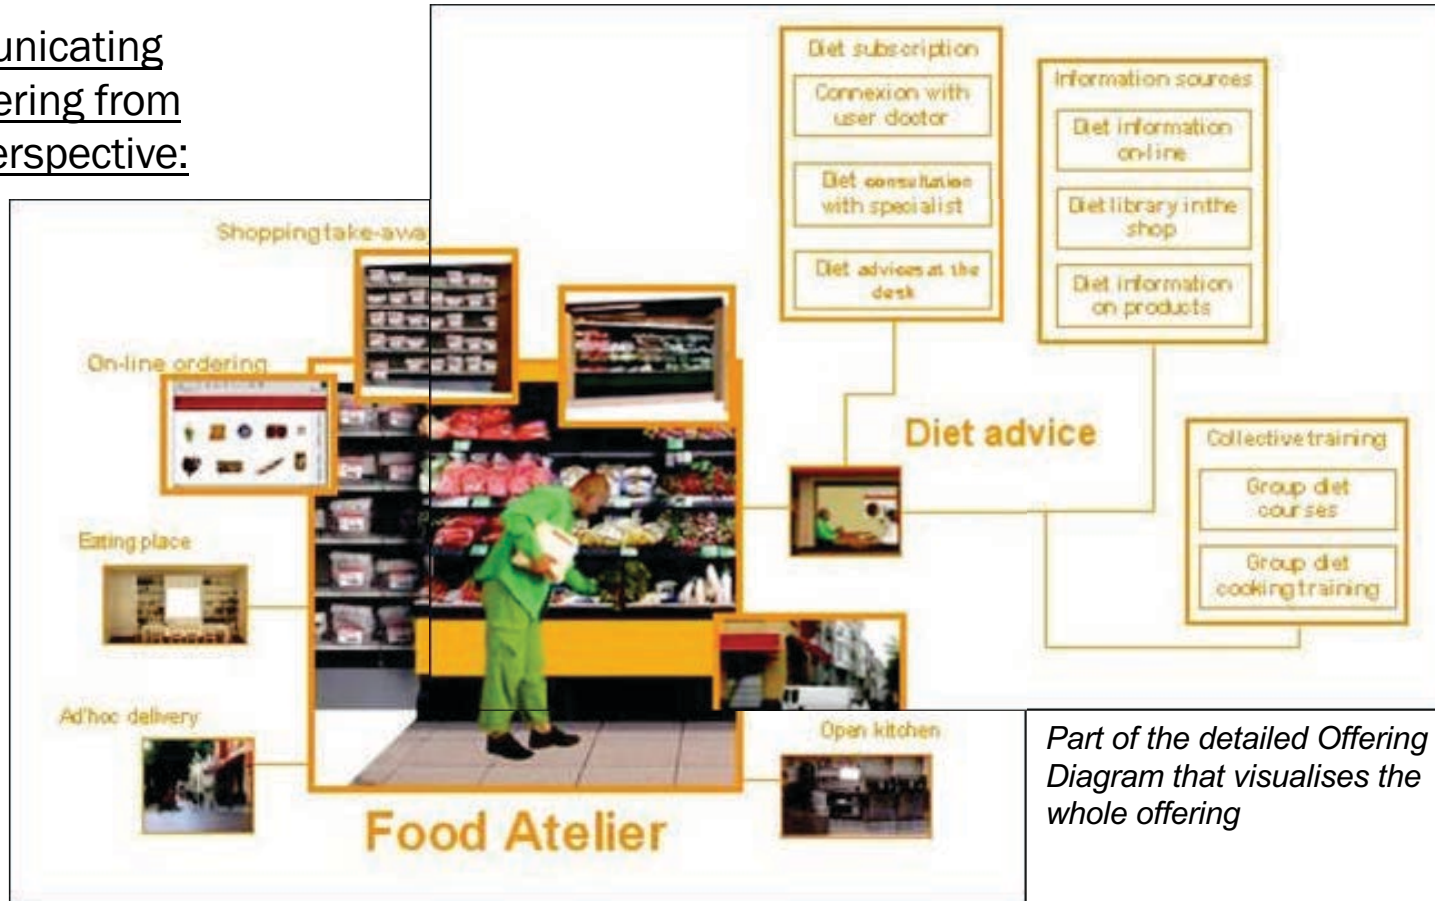 unicating
ering from
erspective:
Shopping take-awa
On-line ordering
Eating place
Ad'hoc delivery
Food Atelier
Open kitchen
Diet advice
Diet subscription
Connexion with
user doctor
Diet consultation
with specialist
Diet advices at the
desk
Information sources
Diet information
on-line
Diet library in the
shop
Diet information
on products
Collective training
Group diet
courses
Group diet
cooking training
Part of the detailed Offering
Diagram that visualises the
whole offering